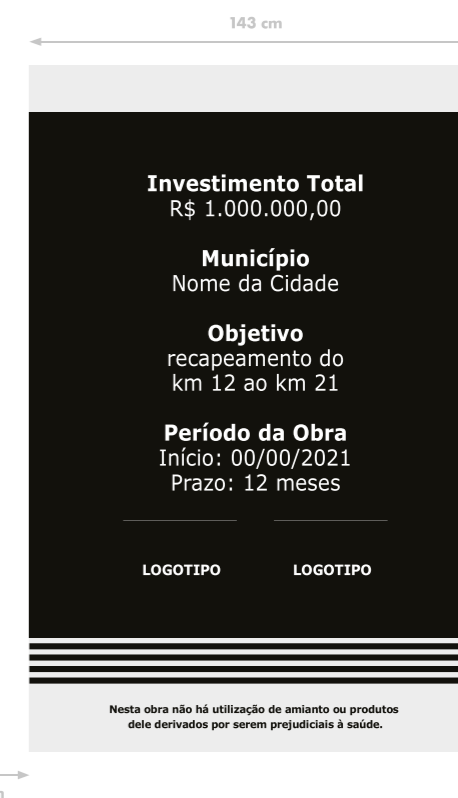 143 cm
Investimento Total
R$ 1.000.000,00
Município
Nome da Cidade
Objetivo
recapeamento do
km 12 ao km 21
Período da Obra
Início: 00/00/2021
Prazo: 12 meses
LOGOTIPO LOGOTIPO
Nesta obra não há utilização de amianto ou produtos
dele derivados por serem prejudiciais à saúde.